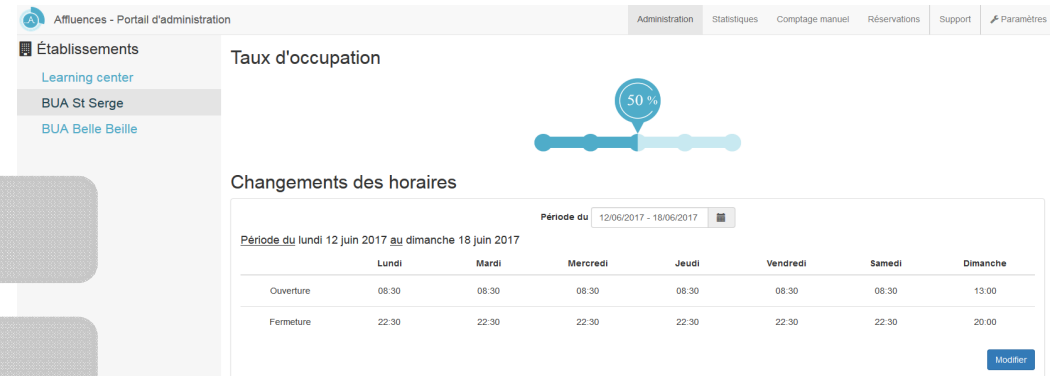 Affluences - Portail d'administration
Administration Statistiques Comptage manuel Réservations Support Paramètres
Établissements
Learning center
BUA St Serge
BUA Belle Beille
Taux d'occupation
50 %
Changements des horaires
Période du 12/06/2017 - 18/06/2017
Période du lundi 12 juin 2017 au dimanche 18 juin 2017
Lundi Mardi Mercredi Jeudi Vendredi Samedi Dimanche
Ouverture 08:30 08:30 08:30 08:30 08:30 08:30 13:00
Fermeture 22:30 22:30 22:30 22:30 22:30 22:30 20:00
Modifier